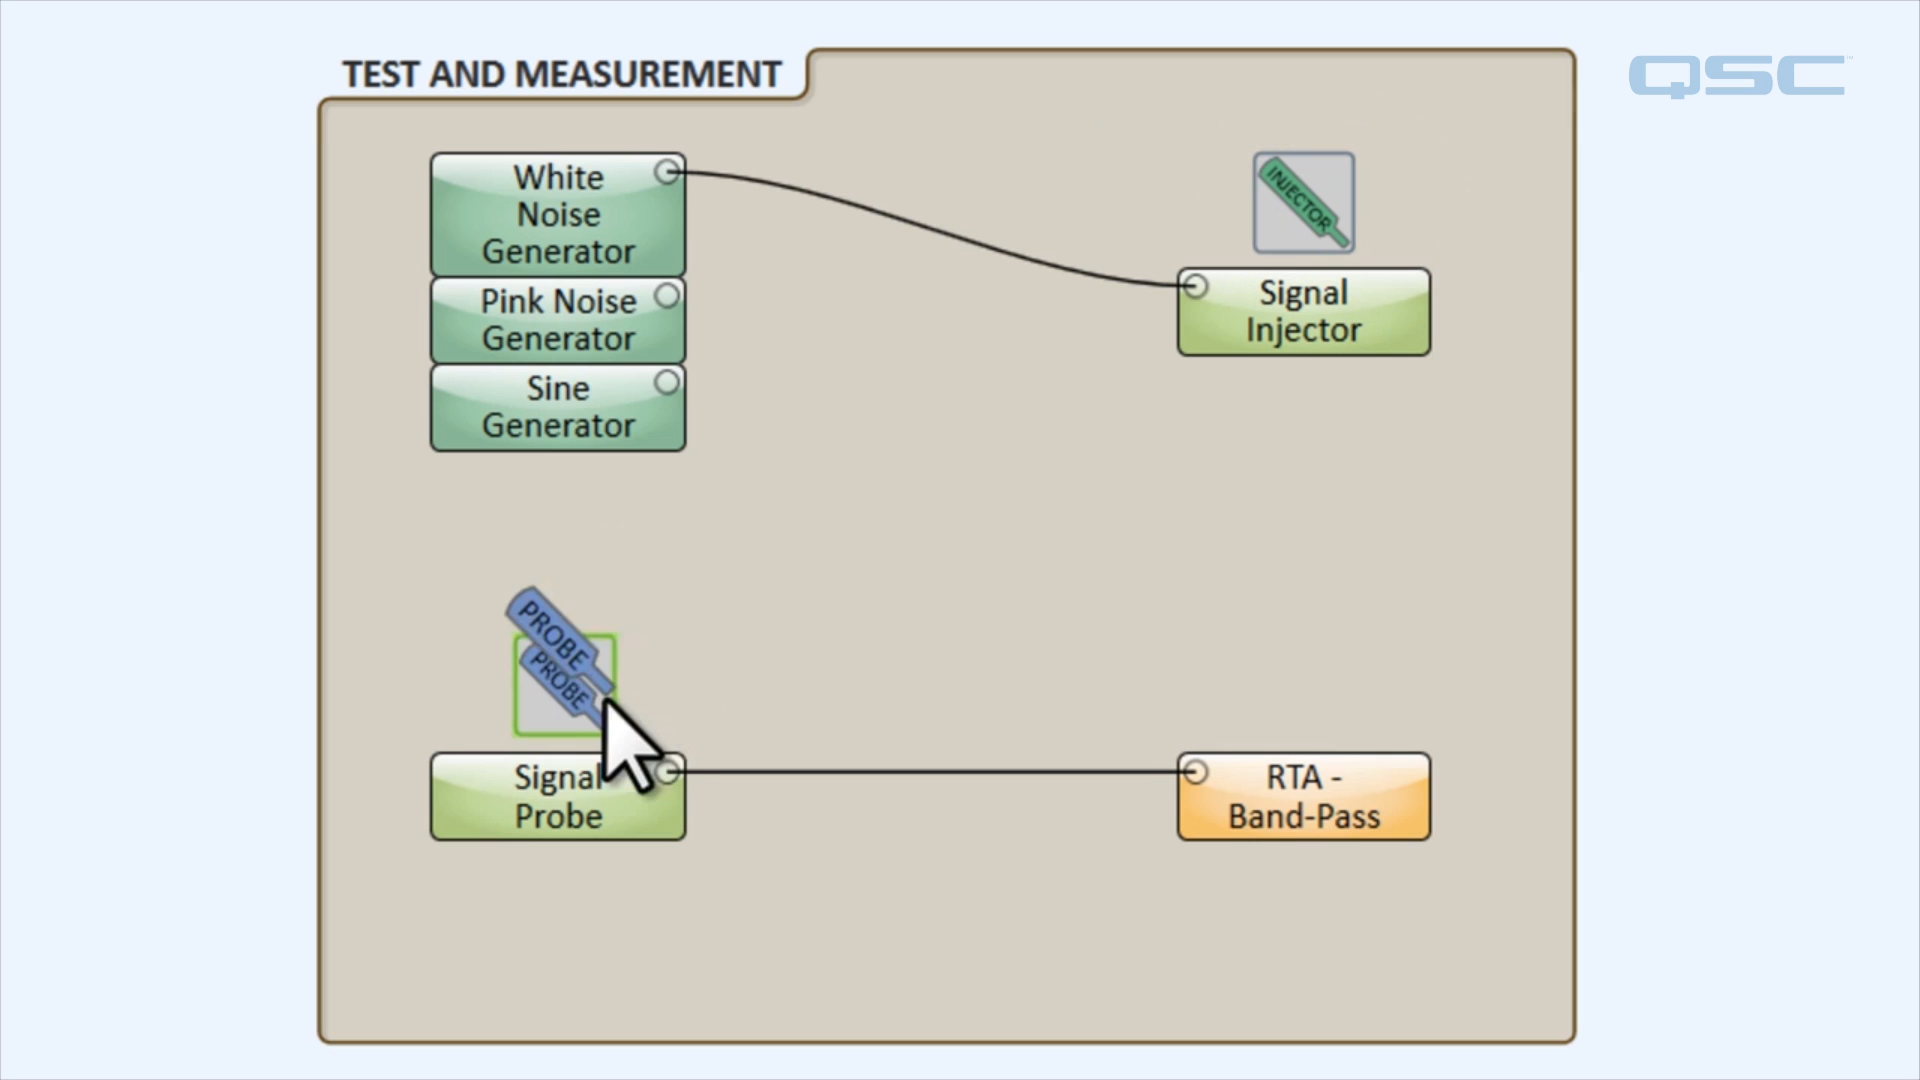 TEST AND MEASUREMENT
QSC
White
Noise
Generator
Pink Noise
Generator
Sine
Generator
INJECTOR
Signal
Injector
PROBE
PROBE
Signal
Probe
RTA -
Band-Pass